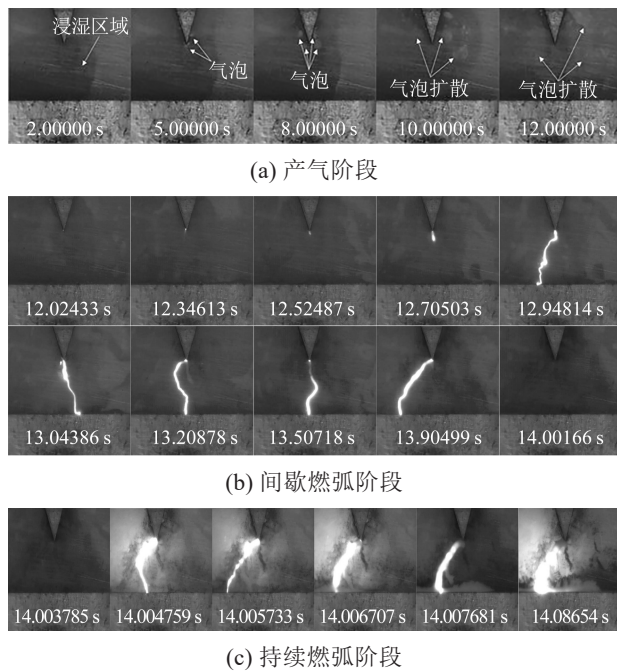 浸湿区域
气泡
气泡
气泡扩散
气泡扩散
2.00000 s 5.00000 s 8.00000 s 10.00000 s 12.00000 s
(a) 产气阶段
12.02433 s 12.34613 s 12.52487 s 12.70503 s 12.94814 s
13.04386 s 13.20878 s 13.50718 s 13.90499 s 14.00166 s
(b) 间歇燃弧阶段
14.003785 s 14.004759 s 14.005733 s 14.006707 s 14.007681 s 14.08654 s
(c) 持续燃弧阶段